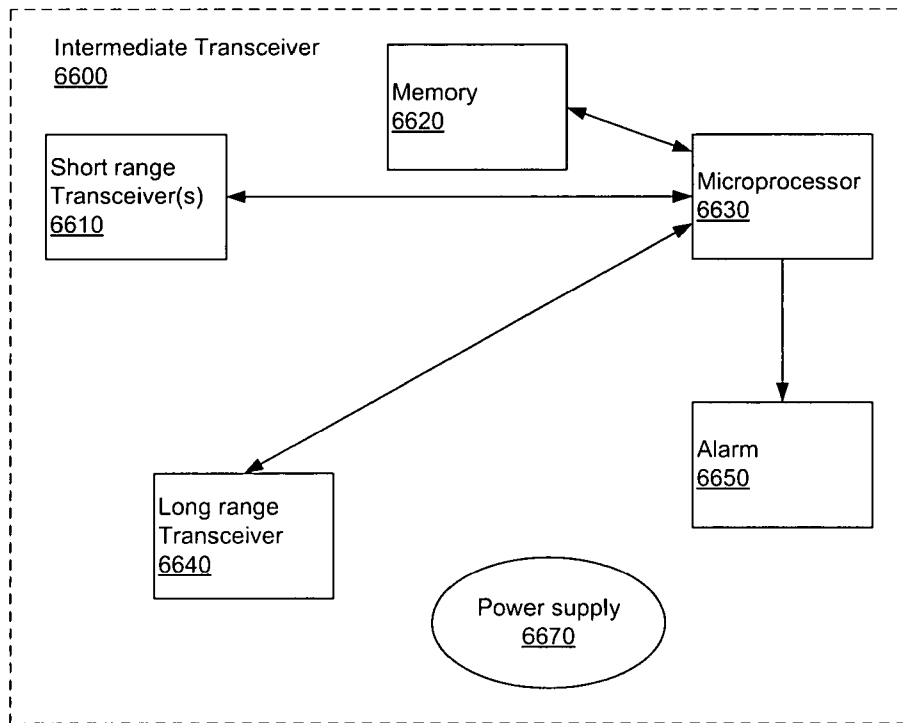 Intermediate Transceiver
6600
Memory
6620
Short range
Transceiver(s)
6610
Microprocessor
6630
Alarm
6650
Long range
Transceiver
6640
Power supply
6670